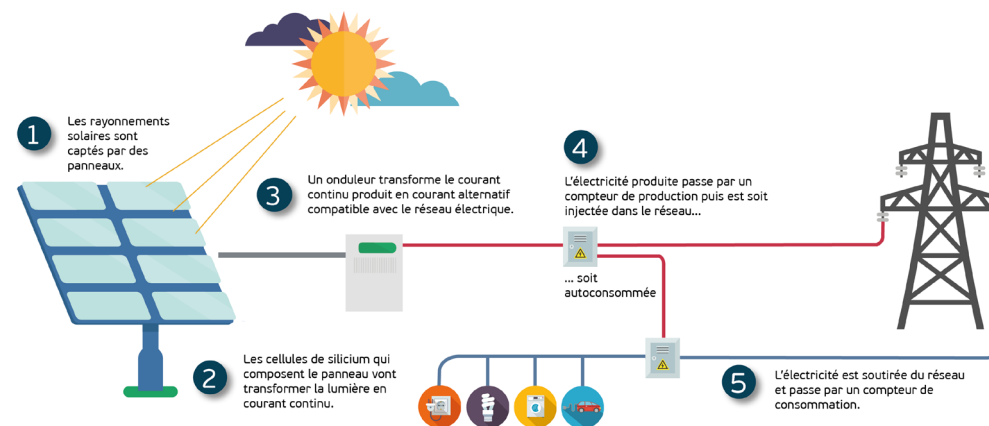 1
Les rayonnements
solaires sont
captés par des
panneaux.
2
Les cellules de silicium qui
composent le panneau vont
transformer la lumière en
courant continu.
3
Un onduleur transforme le courant
continu produit en courant alternatif
compatible avec le réseau électrique.
4
L'électricité produite passe par un
compteur de production puis est soit
injectée dans le réseau...
... soit
autoconsommée
5
L'électricité est soutirée du réseau
et passe par un compteur de
consommation.